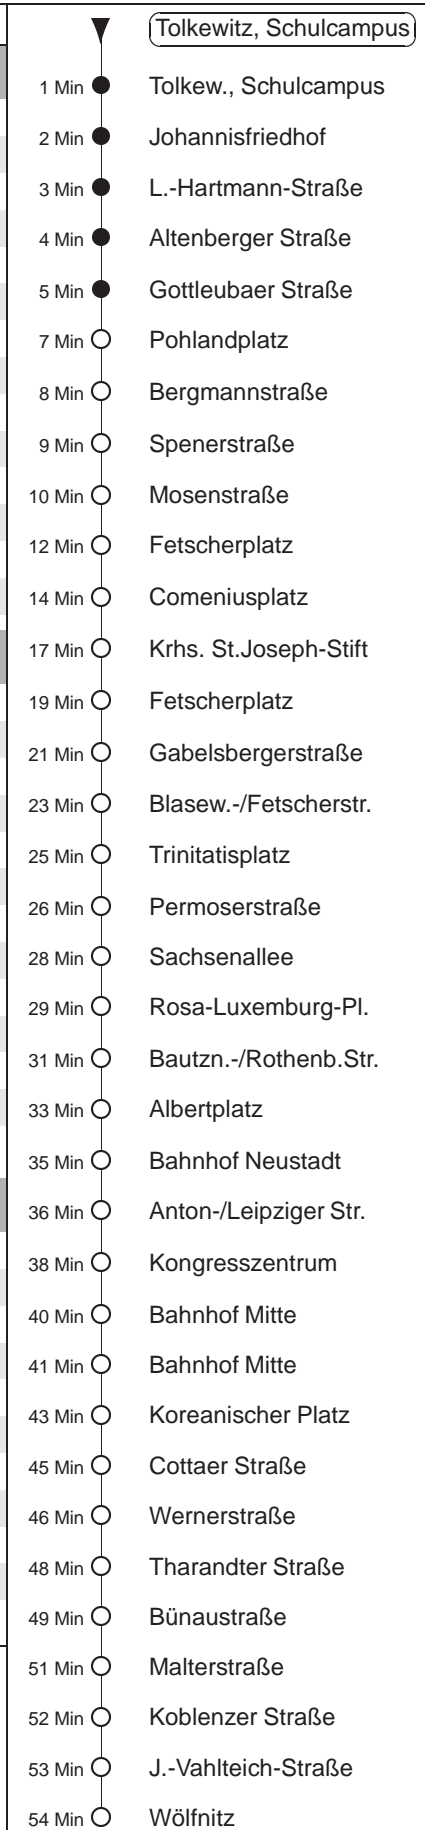 Tolkewitz, Schulcampus
1 Min Tolkew., Schulcampus
2 Min Johannisfriedhof
3 Min L.-Hartmann-Straße
4 Min Altenberger Straße
5 Min Gottleubaer Straße
7 Min Pohlandplatz
8 Min Bergmannstraße
9 Min Spenerstraße
10 Min Mosenstraße
12 Min Fetscherplatz
14 Min Comeniusplatz
17 Min Krhs. St.Joseph-Stift
19 Min Fetscherplatz
21 Min Gabelsbergerstraße
23 Min Blasew.-/Fetscherstr.
25 Min Trinitatisplatz
26 Min Permoserstraße
28 Min Sachsenallee
29 Min Rosa-Luxemburg-Pl.
31 Min Bautzn.-/Rothenb.Str.
33 Min Albertplatz
35 Min Bahnhof Neustadt
36 Min Anton-/Leipziger Str.
38 Min Kongresszentrum
40 Min Bahnhof Mitte
41 Min Bahnhof Mitte
43 Min Koreanischer Platz
45 Min Cottaer Straße
46 Min Wernerstraße
48 Min Tharandter Straße
49 Min Bünaustraße
51 Min Malterstraße
52 Min Koblenzer Straße
53 Min J.-Vahlteich-Straße
54 Min Wölfnitz